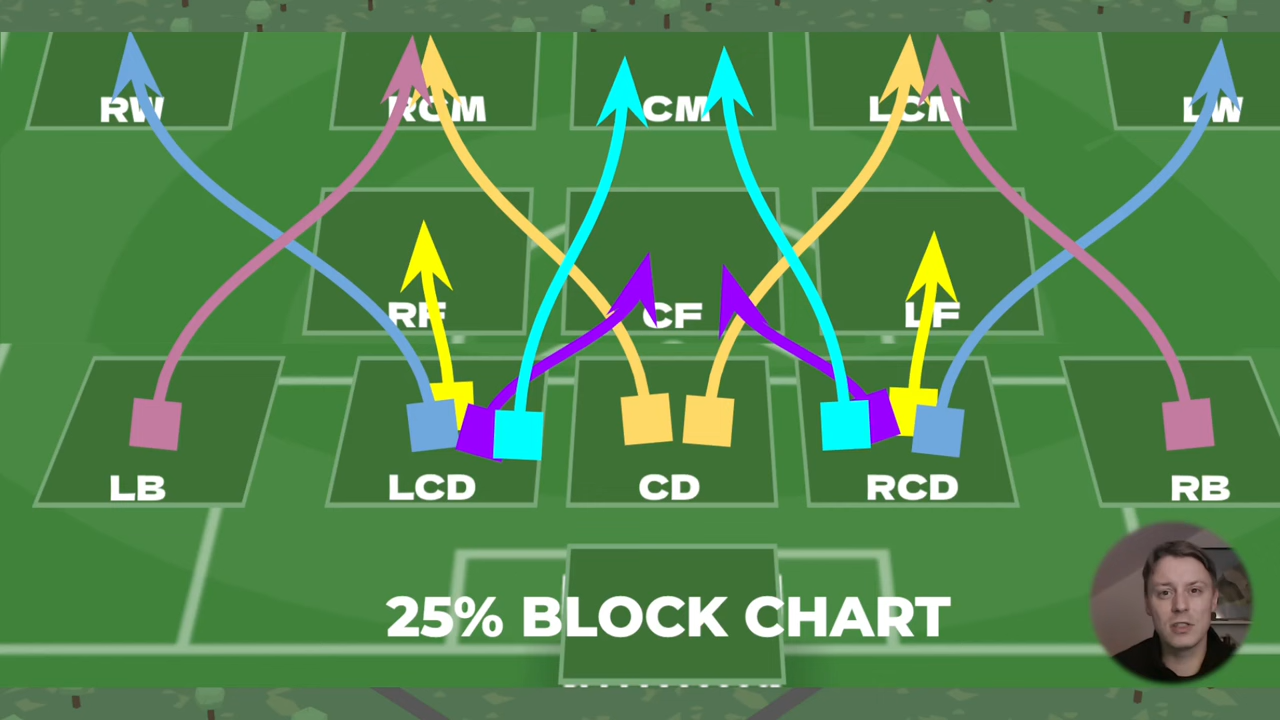 RW RCM CM LCM LW
RF CF LF
LB LCD CD RCD RB
25% BLOCK CHART